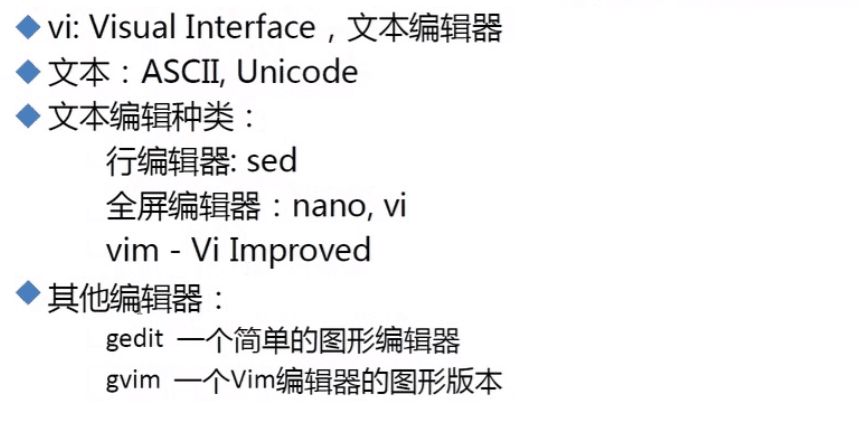 vi: Visual Interface，文本编辑器
文本：ASCII, Unicode
文本编辑种类：
行编辑器: sed
全屏编辑器：nano, vi
vim - Vi Improved
其他编辑器：
gedit 一个简单的图形编辑器
gvim 一个Vim编辑器的图形版本